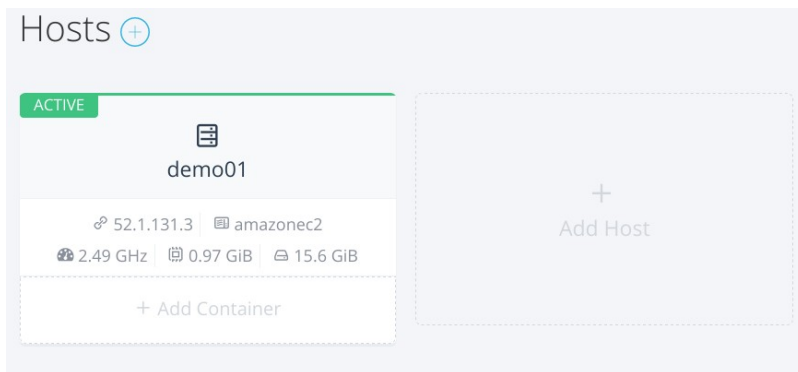 Hosts
ACTIVE
demo01
52.1.131.3 amazonec2
2.49 GHz 0.97 GiB 15.6 GiB
+ Add Container
+
Add Host